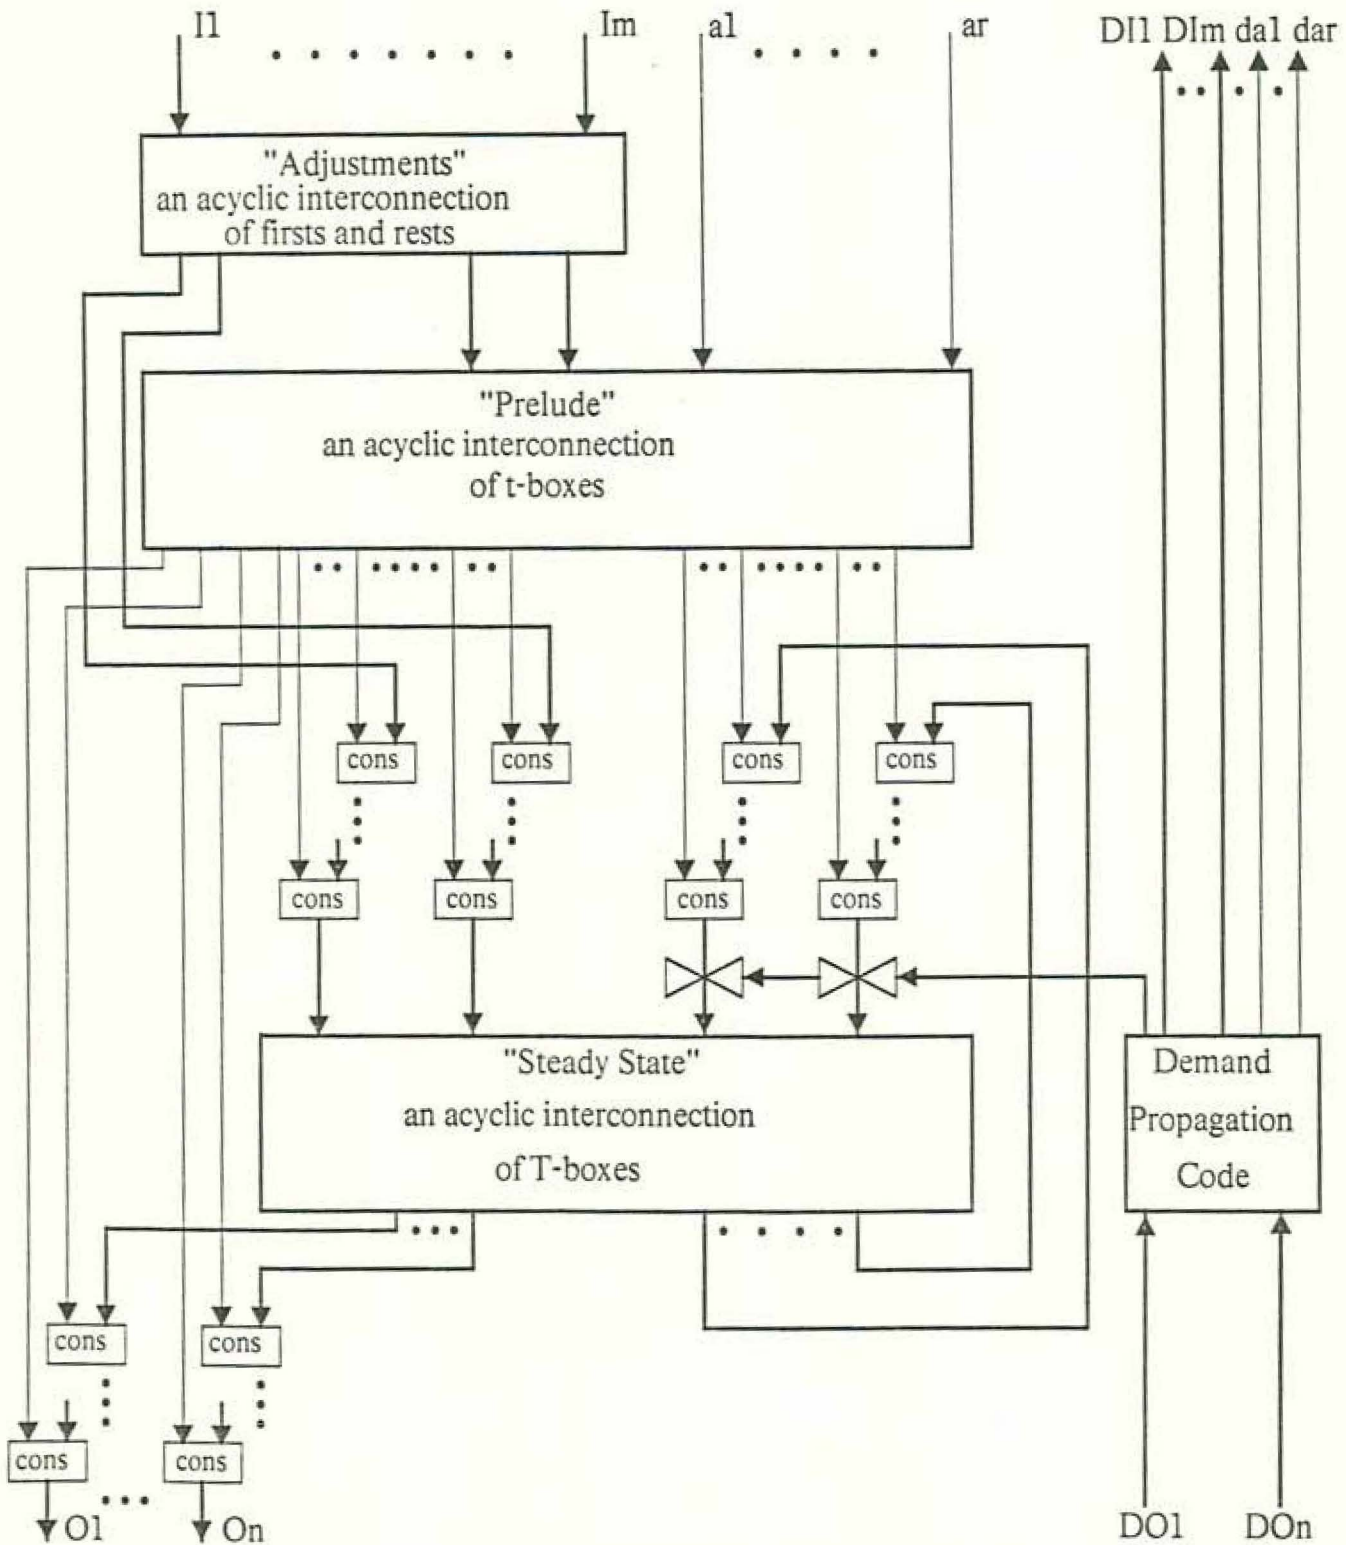 I1 Im a1 ar DI1 DIm da1 dar
"Adjustments"
an acyclic interconnection
of firsts and rests
"Prelude"
an acyclic interconnection
of t-boxes
cons cons cons cons
cons cons cons cons
"Steady State"
an acyclic interconnection
of T-boxes
Demand
Propagation
Code
cons cons
cons cons
O1 On DO1 DOn